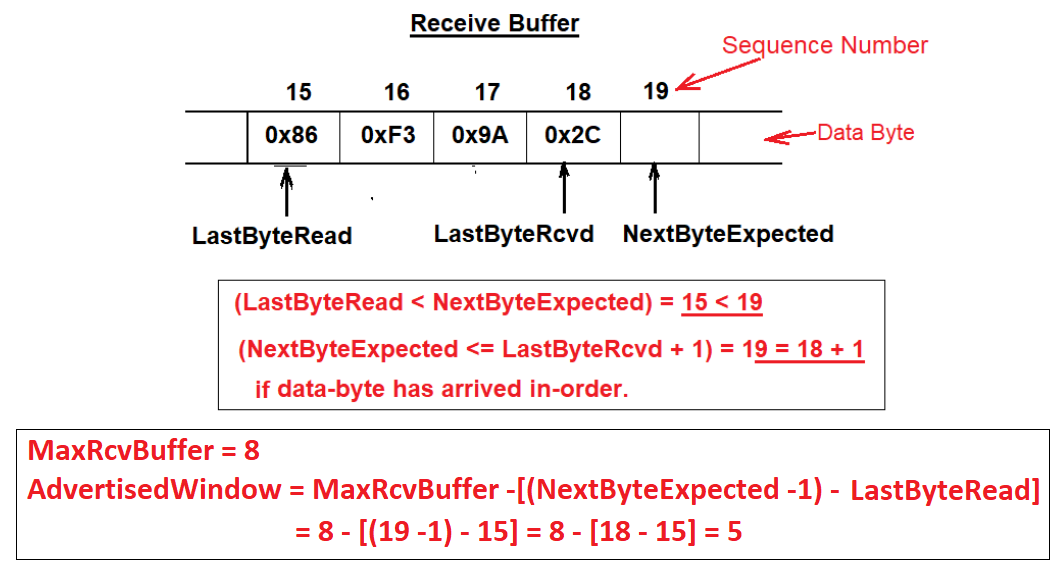 Receive Buffer
Sequence Number
15 16 17 18 19
0x86 0xF3 0x9A 0x2C
Data Byte
LastByteRead LastByteRcvd NextByteExpected
(LastByteRead < NextByteExpected) = 15 < 19
(NextByteExpected <= LastByteRcvd + 1) = 19 = 18 + 1
if data-byte has arrived in-order.
MaxRcvBuffer = 8
AdvertisedWindow = MaxRcvBuffer -[(NextByteExpected -1) - LastByteRead]
= 8 - [(19 -1) - 15] = 8 - [18 - 15] = 5